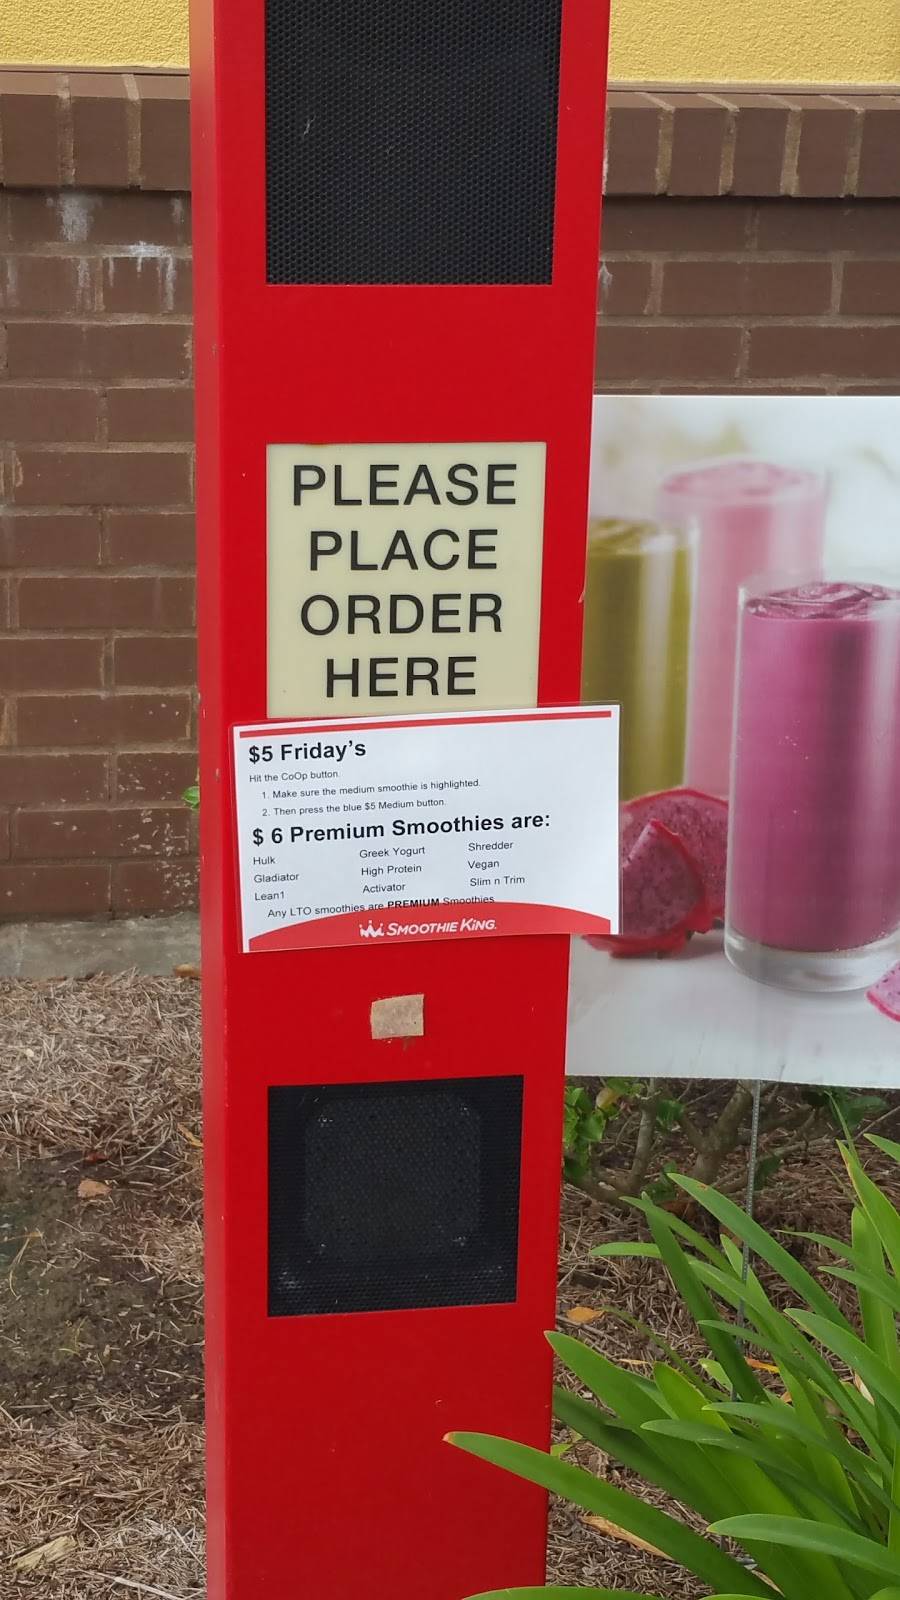 PLEASE
PLACE
ORDER
HERE
$5 Friday's
Hit the CoOp button.
1. Make sure the medium smoothie is highlighted.
2. Then press the blue $5 Medium button.
$ 6 Premium Smoothies are:
Hulk Greek Yogurt Shredder
Gladiator High Protein Vegan
Lean1 Activator Slim n Trim
Any LTO smoothies are PREMIUM Smoothies
SMOOTHIE KING.